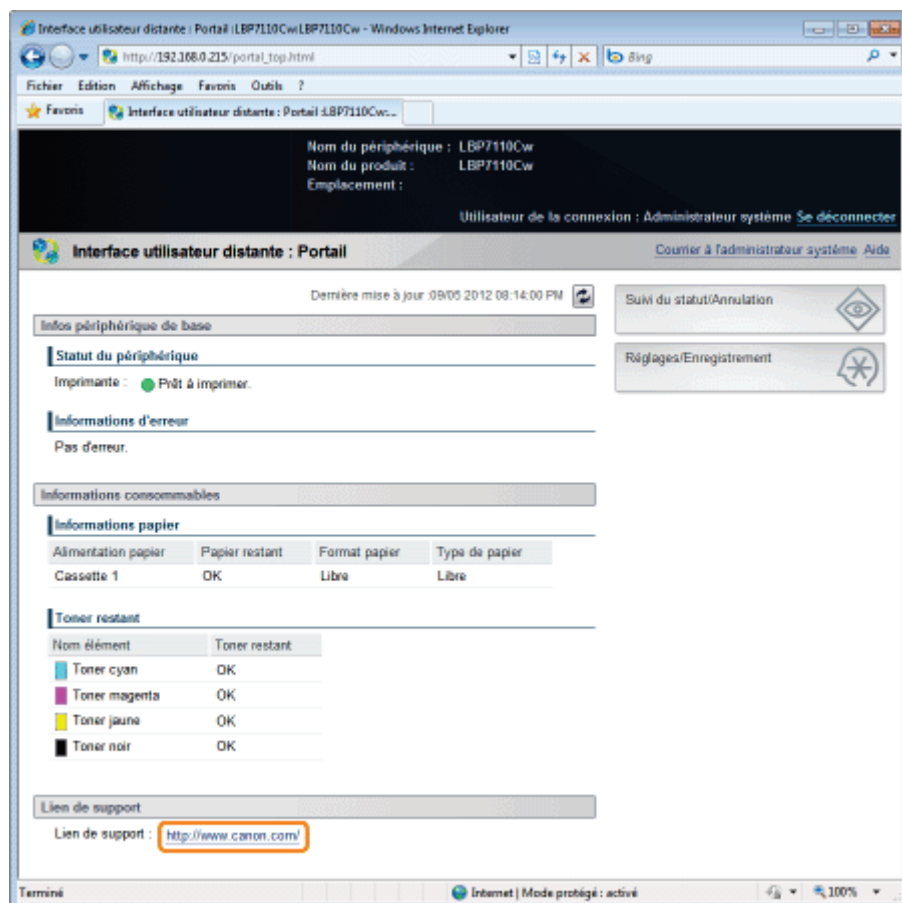 Interface utilisateur distante : Portail :LBP7110Cw:LBP7110Cw - Windows Internet Explorer
http://192.168.0.215/portal_top.html
Bing
Fichier Edition Affichage Favoris Outils ?
Favoris
Interface utilisateur distante : Portail :LBP7110Cw:...
Nom du périphérique : LBP7110Cw
Nom du produit : LBP7110Cw
Emplacement :
Utilisateur de la connexion : Administrateur système Se déconnecter
Interface utilisateur distante : Portail
Courrier à l'administrateur système Aide
Dernière mise à jour :09/05 2012 08:14:00 PM
Suivi du statut/Annulation
Réglages/Enregistrement
Infos périphérique de base
Statut du périphérique
Imprimante : Prêt à imprimer.
Informations d'erreur
Pas d'erreur.
Informations consommables
Informations papier
Alimentation papier Papier restant Format papier Type de papier
Cassette 1 OK Libre Libre
Toner restant
Nom élément Toner restant
Toner cyan OK
Toner magenta OK
Toner jaune OK
Toner noir OK
Lien de support
Lien de support : http://www.canon.com/
Terminé
Internet | Mode protégé : activé
100%